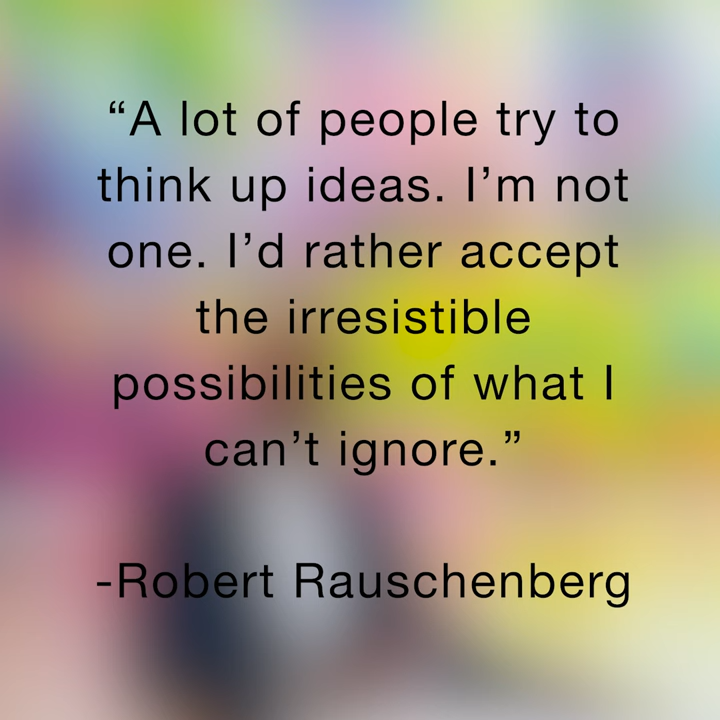 “A lot of people try to
think up ideas. I’m not
one. I’d rather accept
the irresistible
possibilities of what I
can’t ignore.”
-Robert Rauschenberg